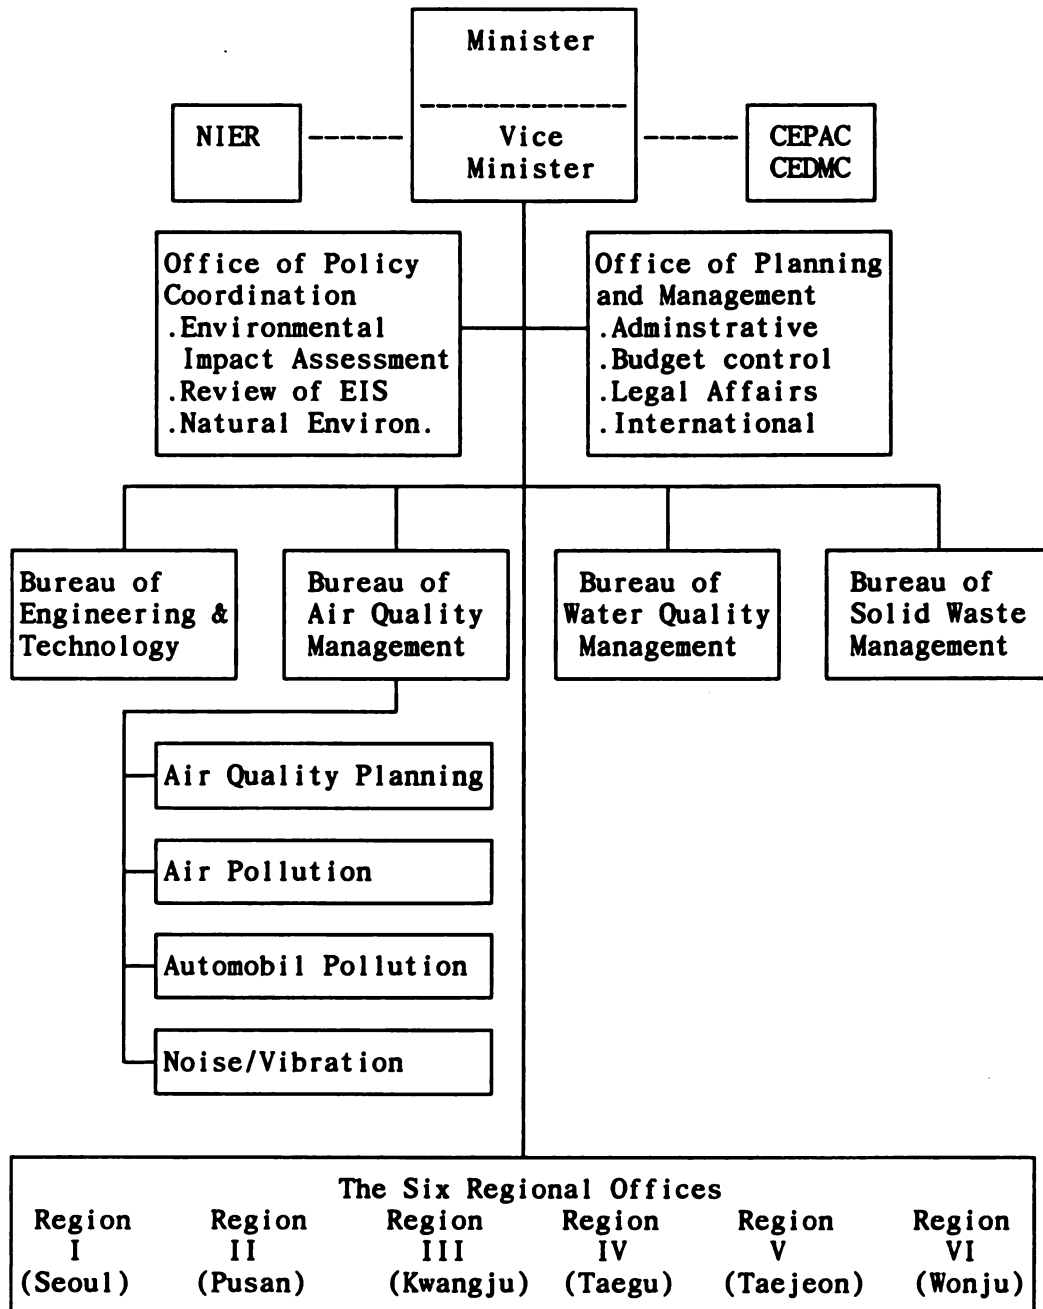 Minister
Vice
Minister
NIER
CEPAC
CEDMC
Office of Policy
Coordination
.Environmental
Impact Assessment
.Review of EIS
.Natural Environ.
Office of Planning
and Management
.Adminstrative
.Budget control
.Legal Affairs
.International
Bureau of
Engineering &
Technology
Bureau of
Air Quality
Management
Bureau of
Water Quality
Management
Bureau of
Solid Waste
Management
Air Quality Planning
Air Pollution
Automobil Pollution
Noise/Vibration
The Six Regional Offices
Region Region Region Region Region Region
I II III IV V VI
(Seoul) (Pusan) (Kwangju) (Taegu) (Taejeon) (Wonju)